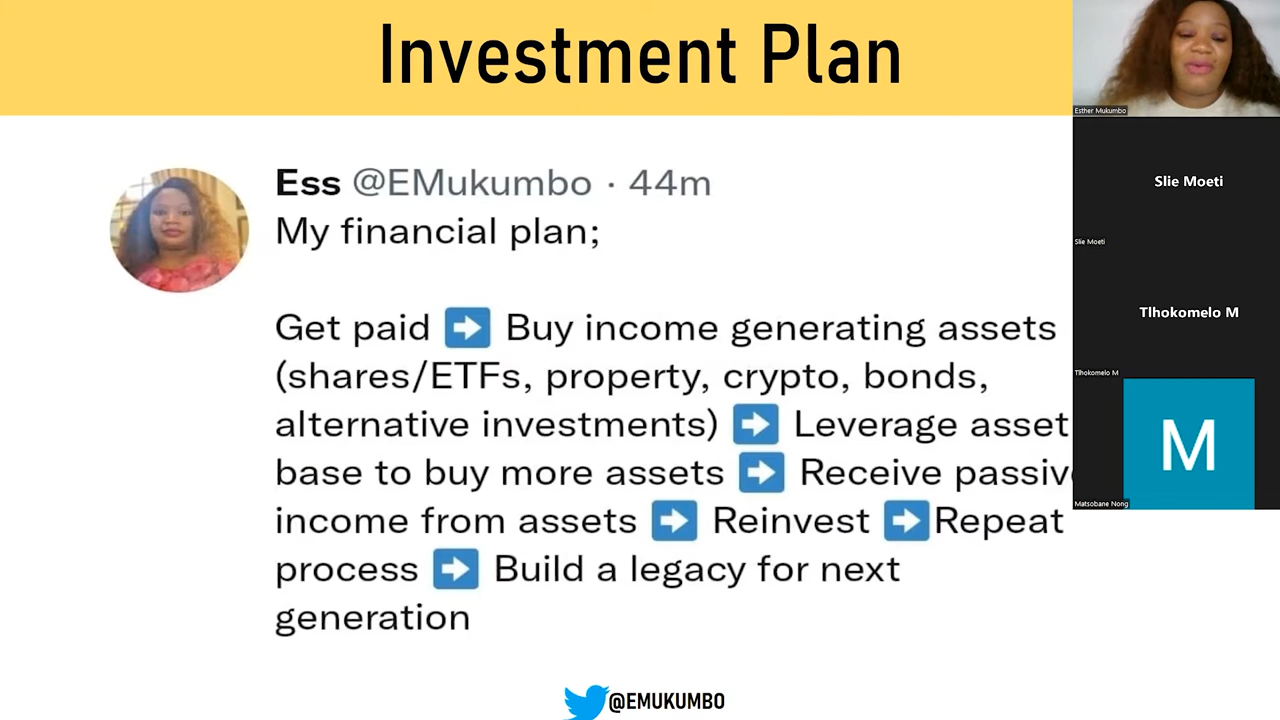 Investment Plan
Ess @EMukumbo · 44m
My financial plan;
Get paid ➡ Buy income generating assets
(shares/ETFs, property, crypto, bonds,
alternative investments) ➡ Leverage asset
base to buy more assets ➡ Receive passive
income from assets ➡ Reinvest ➡Repeat
process ➡ Build a legacy for next
generation
@EMUKUMBO
Esther Mukumbo
Slie Moeti
Slie Moeti
Tlhokomelo M
Tlhokomelo M
M
Matsobane Nong